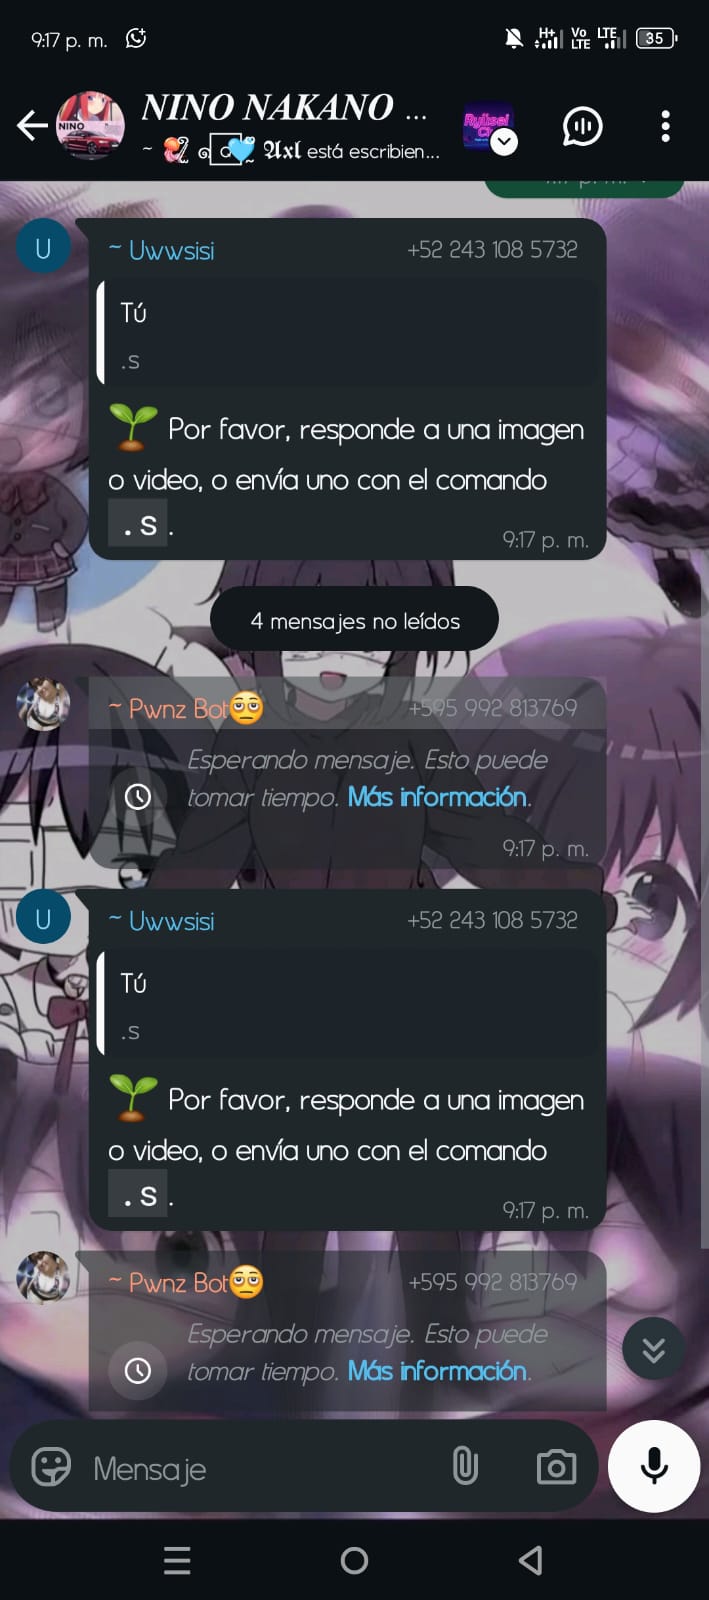 9:17 p. m.
H+
Vo
LTE
LTE
35
NINO
NINO NAKANO ...
~ 𝕬𝖝𝖑 está escribien...
Ryūsei
~ Uwwsisi +52 243 108 5732
U
Tú
.s
🌱 Por favor, responde a una imagen
o video, o envía uno con el comando
.s.
9:17 p. m.
4 mensajes no leídos
~ Pwnz Bot🙄 +595 992 813769
Esperando mensaje. Esto puede
tomar tiempo. Más información.
9:17 p. m.
~ Uwwsisi +52 243 108 5732
U
Tú
.s
🌱 Por favor, responde a una imagen
o video, o envía uno con el comando
.s.
9:17 p. m.
~ Pwnz Bot🙄 +595 992 813769
Esperando mensaje. Esto puede
tomar tiempo. Más información.
Mensaje